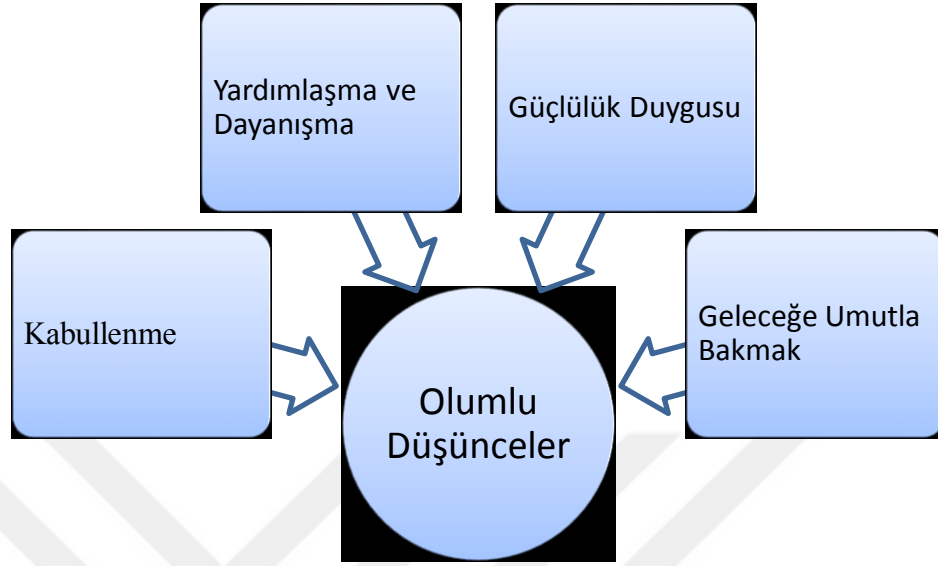 Yardımlaşma ve
Dayanışma
Güçlülük Duygusu
Kabullenme
Geleceğe Umutla
Bakmak
Olumlu
Düşünceler